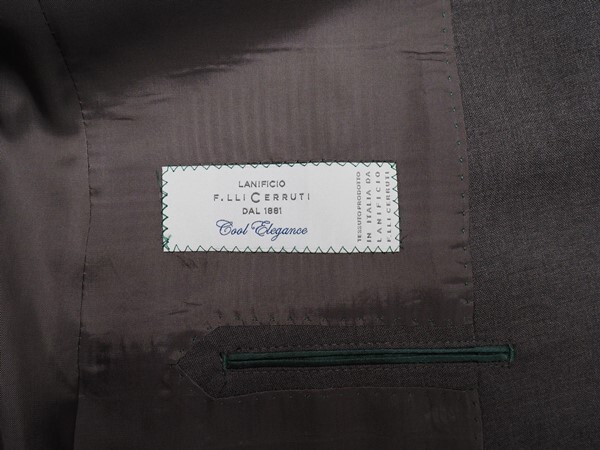 LANIFICIO
F.LLI CERRUTI
DAL 1881
Cool Elegance
TESSUTO PRODOTTO
IN ITALIA DA
LANIFICIO
F.LLI CERRUTI